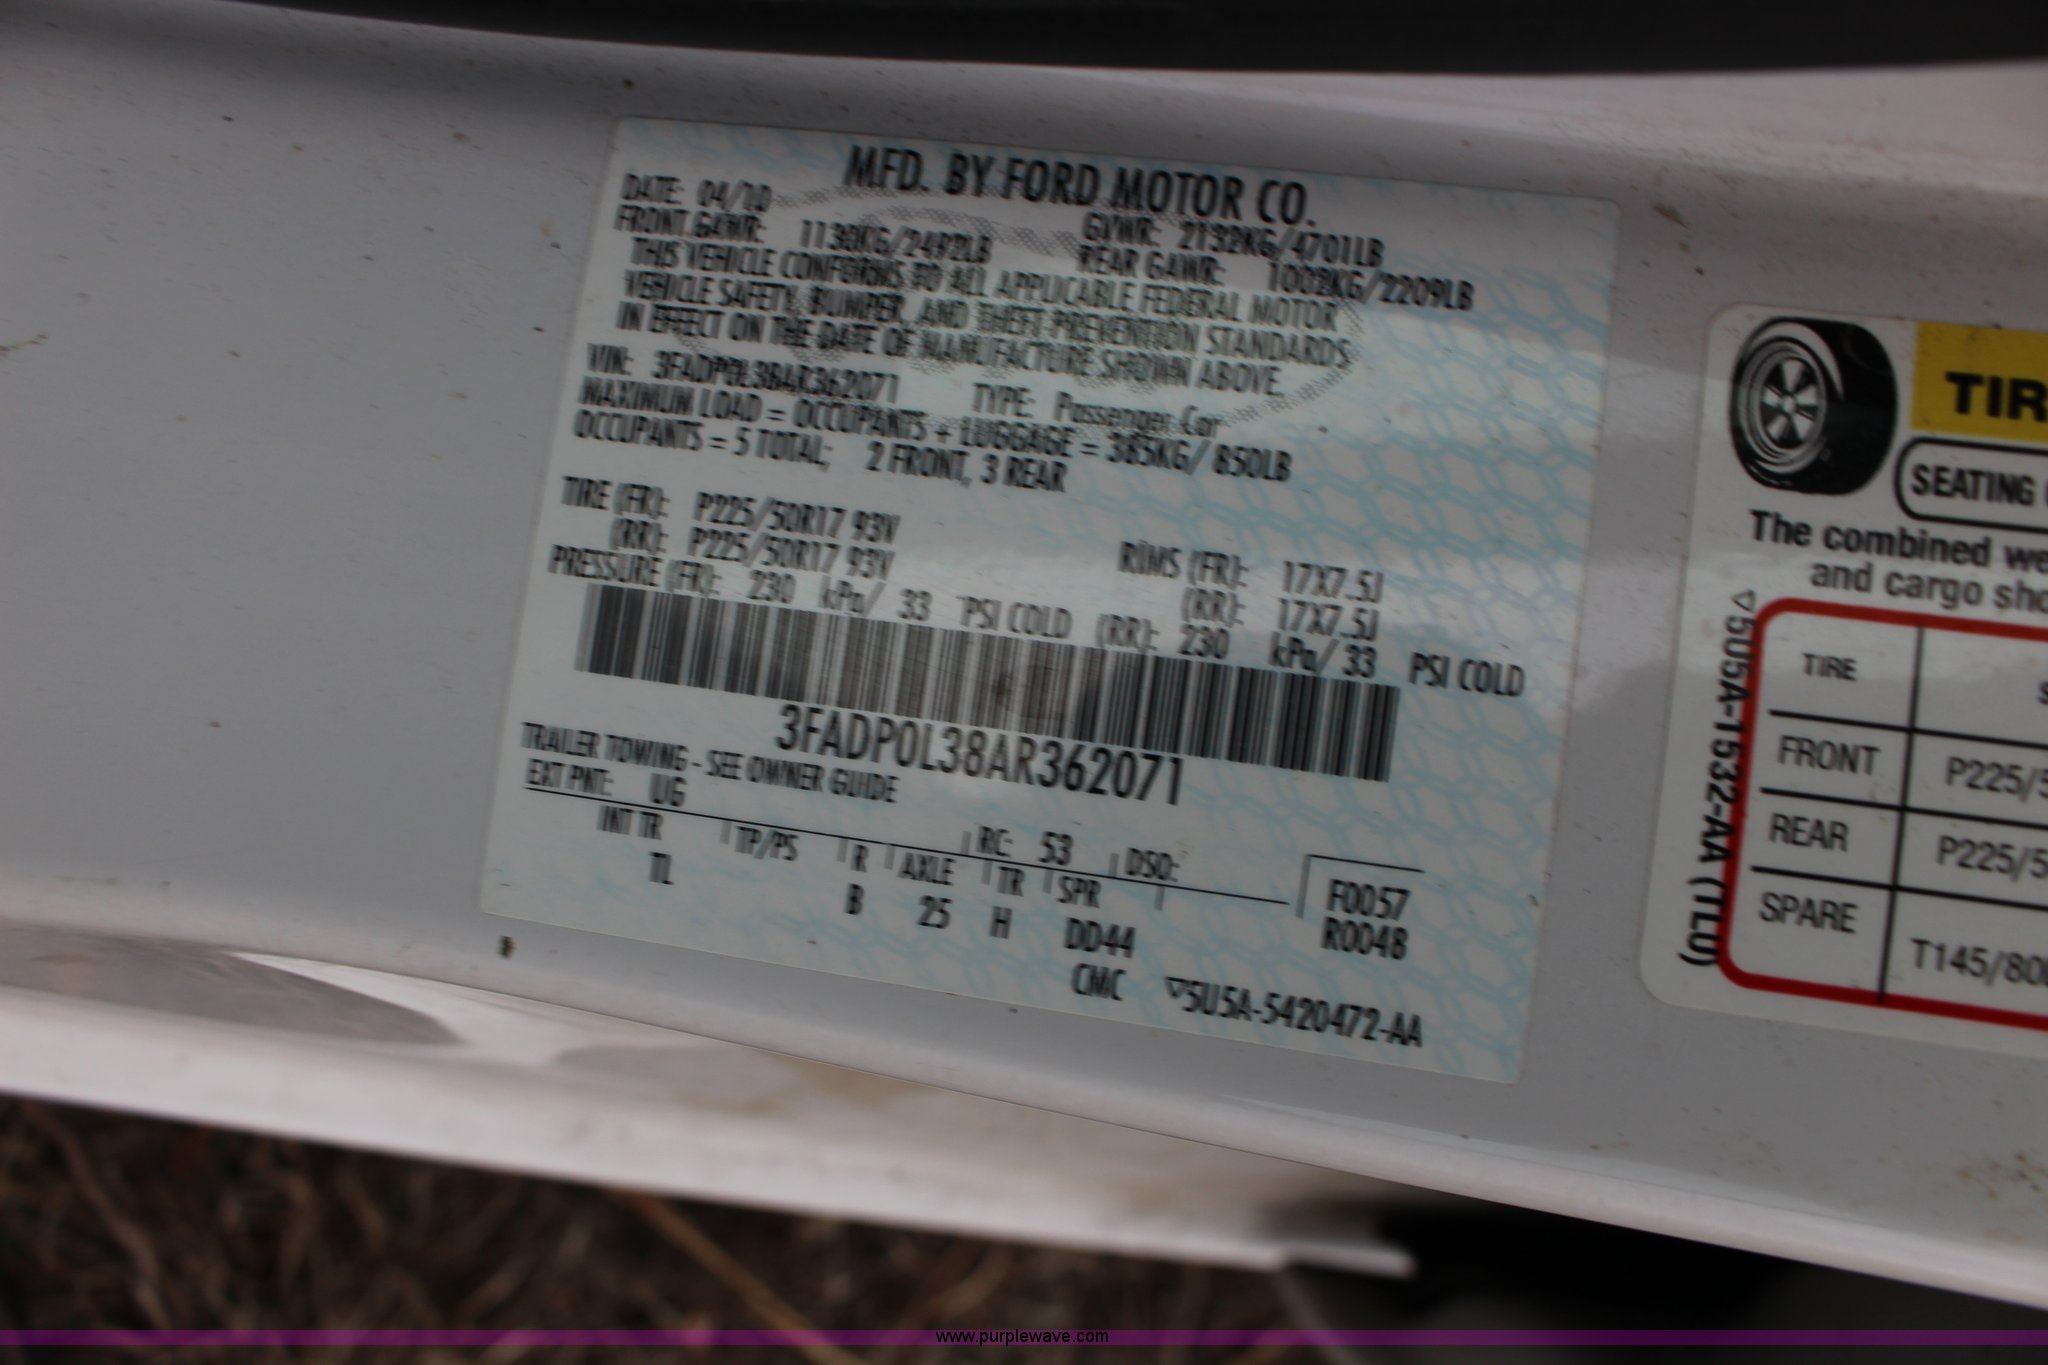 MFD. BY FORD MOTOR CO.
DATE: 04/10 GVWR: 2132KG/4701LB
FRONT GAWR: 1130KG/2492LB REAR GAWR: 1002KG/2209LB
THIS VEHICLE CONFORMS TO ALL APPLICABLE FEDERAL MOTOR
VEHICLE SAFETY, BUMPER, AND THEFT PREVENTION STANDARDS
IN EFFECT ON THE DATE OF MANUFACTURE SHOWN ABOVE.
VIN: 3FADP0L38AR362071 TYPE: Passenger Car
MAXIMUM LOAD = OCCUPANTS + LUGGAGE = 385KG/ 850LB
OCCUPANTS = 5 TOTAL; 2 FRONT, 3 REAR
TIRE (FR): P225/50R17 93V RIMS (FR): 17X7.5J
(RR): P225/50R17 93V (RR): 17X7.5J
PRESSURE (FR): 230 kPa/ 33 PSI COLD (RR): 230 kPa/ 33 PSI COLD
3FADP0L38AR362071
TRAILER TOWING - SEE OWNER GUIDE
EXT PNT: UG RC: 53 DSO:
INT TR TP/PS R AXLE TR SPR F0057
TL B 25 H DD44 R0048
CMC ▽5U5A-5420472-AA
TIR
SEATING
The combined we
and cargo sho
TIRE S
FRONT P225/5
REAR P225/5
SPARE T145/80
▽5U5A-1532-AA (TL0)
www.purplewave.com